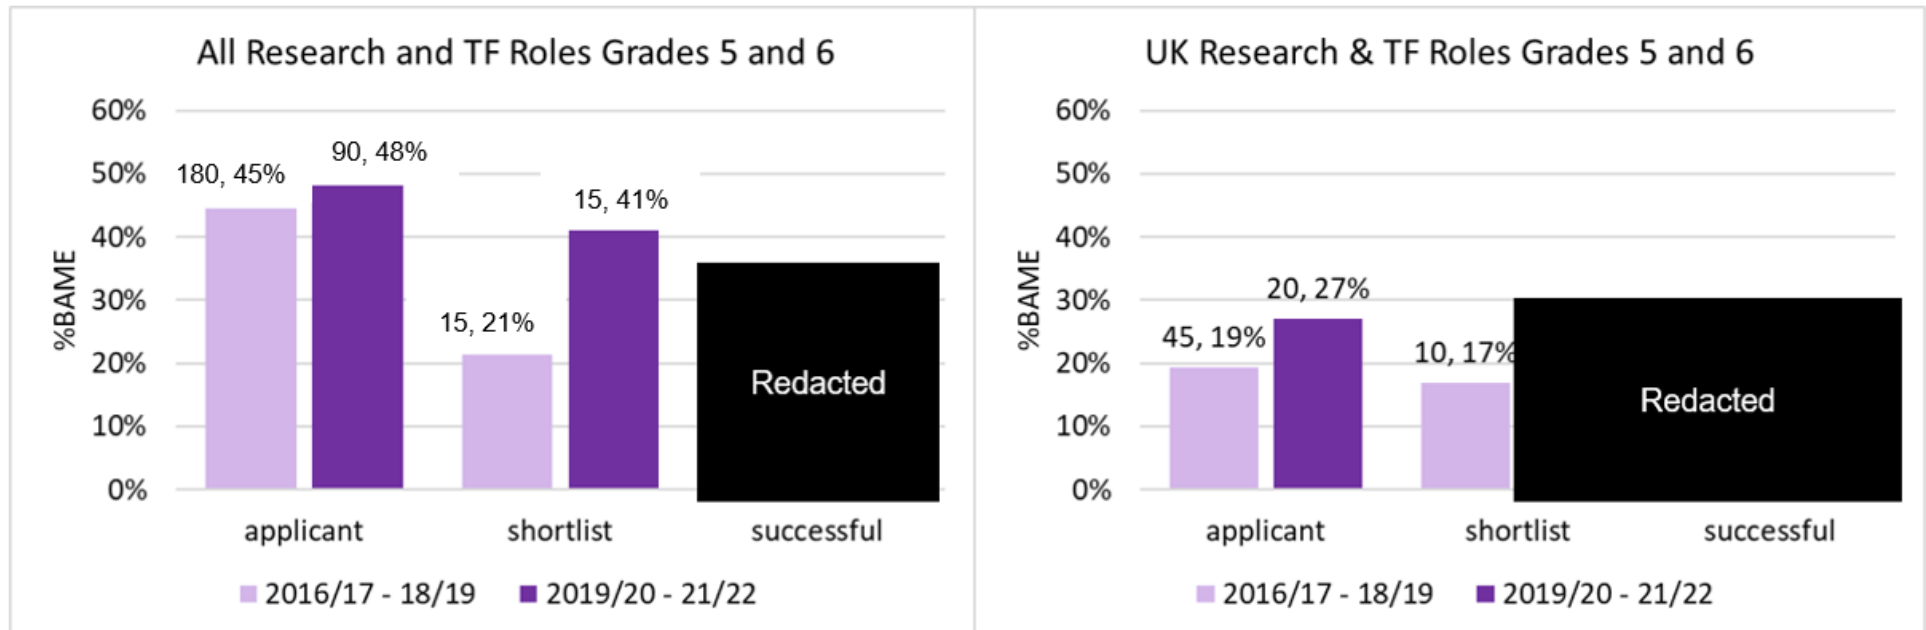 All Research and TF Roles Grades 5 and 6
%BAME
60%
50%
40%
30%
20%
10%
0%
180, 45%
90, 48%
15, 21%
15, 41%
Redacted
applicant
shortlist
successful
2016/17 - 18/19
2019/20 - 21/22
UK Research & TF Roles Grades 5 and 6
%BAME
60%
50%
40%
30%
20%
10%
0%
45, 19%
20, 27%
10, 17%
Redacted
applicant
shortlist
successful
2016/17 - 18/19
2019/20 - 21/22